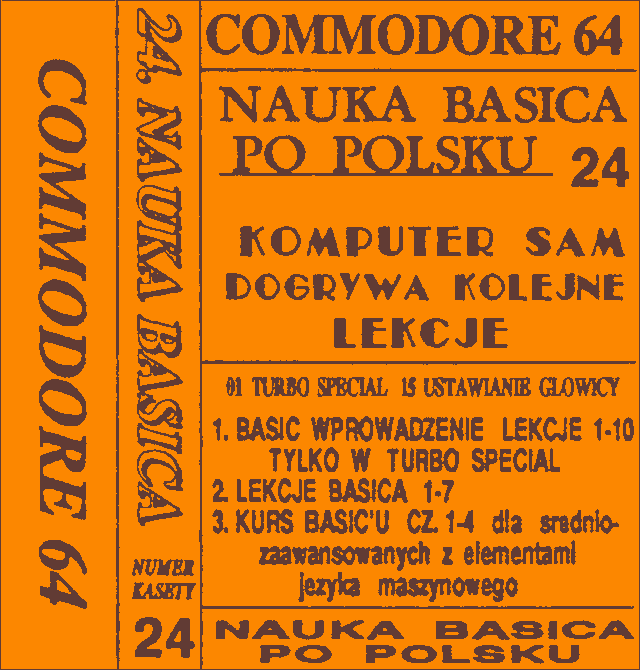 COMMODORE 64
24. NAUKA BASICA
NUMER
KASETY
24
COMMODORE 64
NAUKA BASICA
PO POLSKU 24
KOMPUTER SAM
DOGRYWA KOLEJNE
LEKCJE
01 TURBO SPECIAL 15 USTAWIANIE GLOWICY
1. BASIC WPROWADZENIE LEKCJE 1-10
TYLKO W TURBO SPECIAL
2. LEKCJE BASICA 1-7
3. KURS BASIC'U CZ. 1-4 dla srednio-
zaawansowanych z elementami
jezyka maszynowego
NAUKA BASICA
PO POLSKU